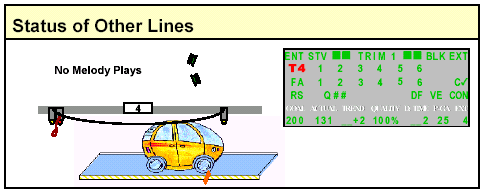 Status of Other Lines
No Melody Plays
4
ENT STV ■■ TRIM 1 ■■ BLK EXT
T4 1 2 3 4 5 6
FA 1 2 3 4 5 6 C✓
RS Q## DF VE CON
GOAL ACTUAL TREND QUALITY
200 131 __+2 100% __2 25 4